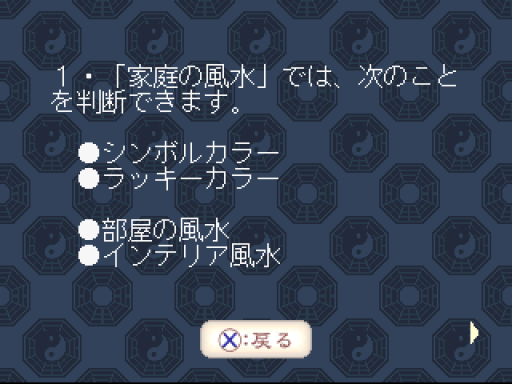 1・「家庭の風水」では、次のこと
を判断できます。
●シンボルカラー
●ラッキーカラー
●部屋の風水
●インテリア風水
Ⓧ:戻る